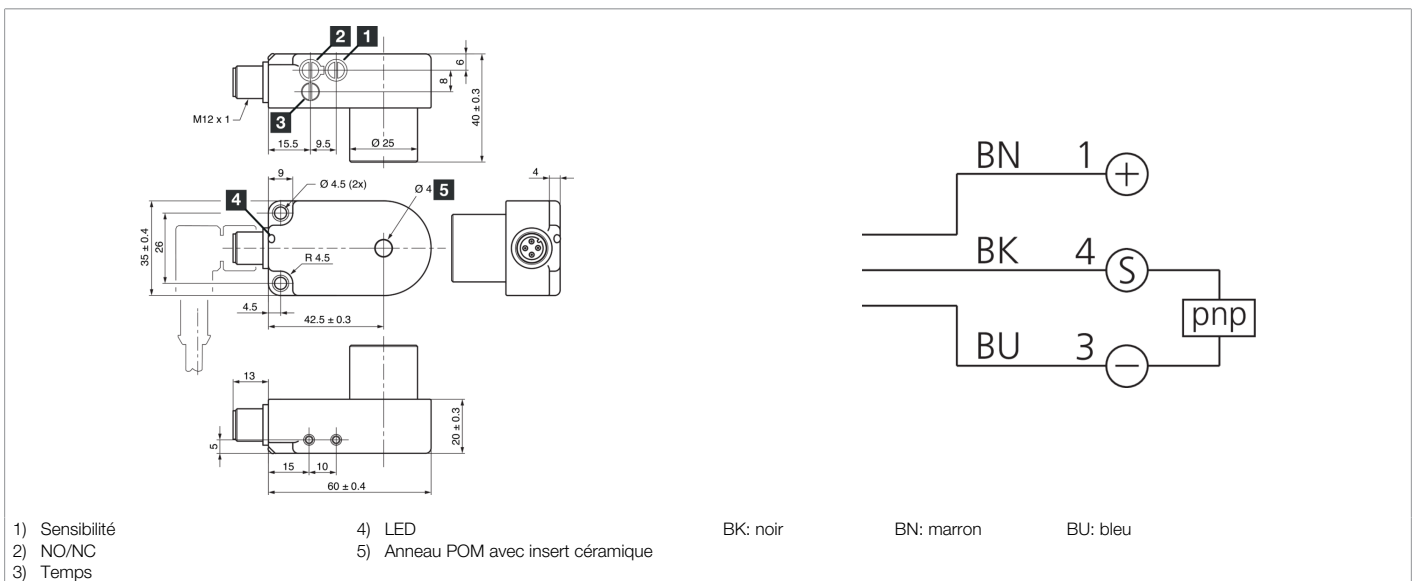 2 1
6
8
40 ± 0.3
M12 x 1
3
15.5 9.5 Ø 25
9
Ø 4.5 (2x)
4
Ø 4 5
4
35 ± 0.4
26
R 4.5
4.5
42.5 ± 0.3
13
5
20 ± 0.3
15 10
60 ± 0.4
BN 1 +
BK 4 S
pnp
BU 3 −
1) Sensibilité
2) NO/NC
3) Temps
4) LED
5) Anneau POM avec insert céramique
BK: noir BN: marron BU: bleu